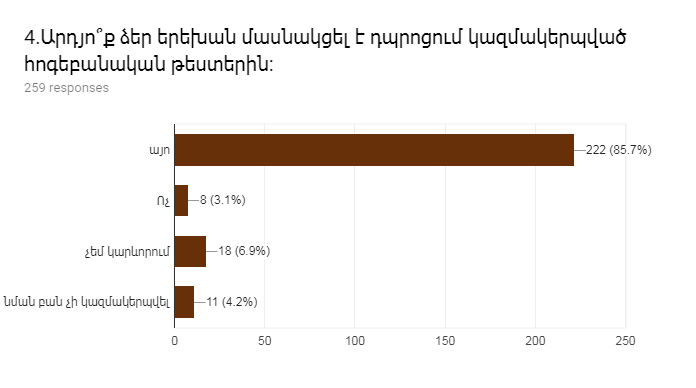 4.Արդյո՞ք ձեր երեխան մասնակցել է դպրոցում կազմակերպված
հոգեբանական թեստերին:
259 responses
այո
222 (85.7%)
Ոչ
8 (3.1%)
չեմ կարևորում
18 (6.9%)
նման բան չի կազմակերպվել
11 (4.2%)
0 50 100 150 200 250